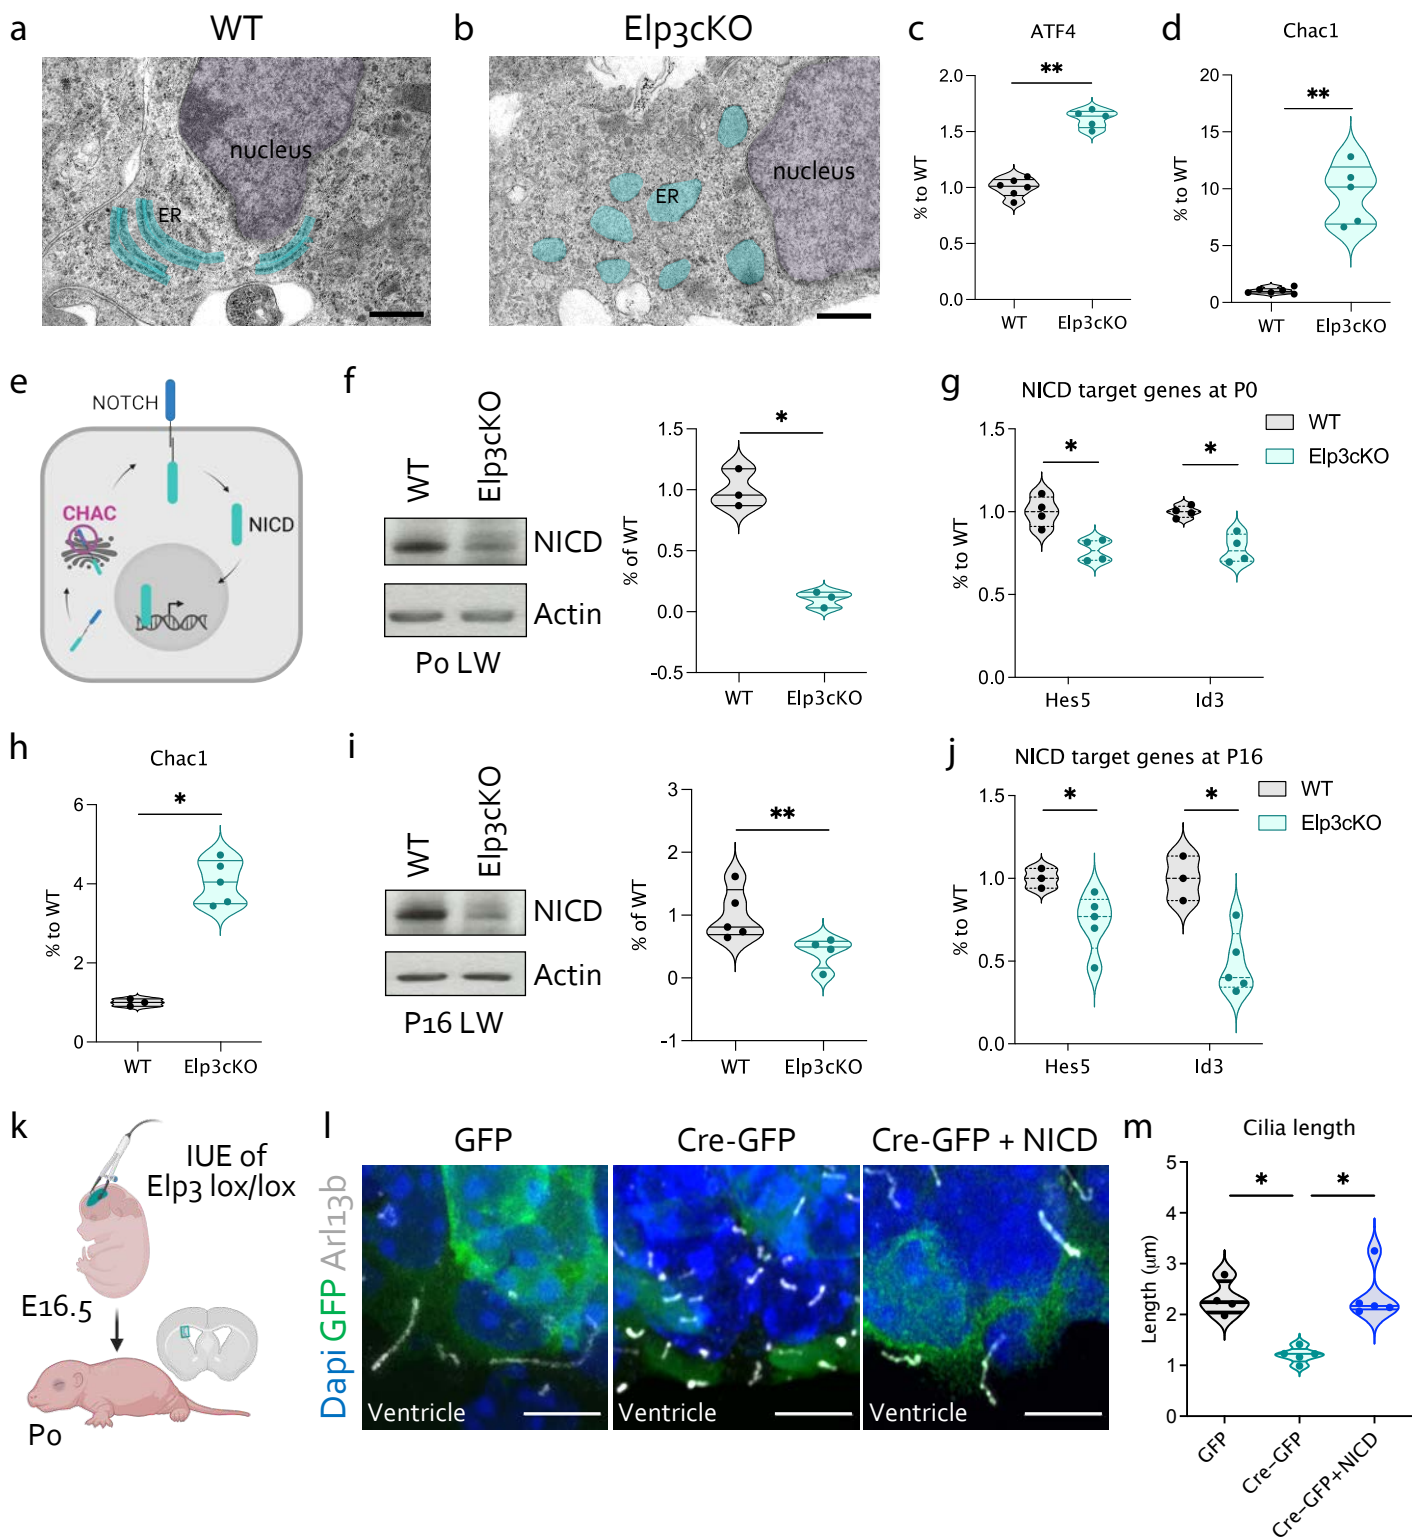 a
WT
nucleus
ER
b
Elp3cKO
ER
nucleus
c
ATF4
**
% to WT
2.0
1.5
1.0
0.5
0.0
WT
Elp3cKO
d
Chac1
**
% to WT
20
15
10
5
0
WT
Elp3cKO
e
NOTCH
CHAC
NICD
f
WT
Elp3cKO
NICD
Actin
P0 LW
*
% of WT
1.5
1.0
0.5
0.0
-0.5
WT
Elp3cKO
g
NICD target genes at P0
WT
Elp3cKO
*
*
% to WT
1.5
1.0
0.5
0.0
Hes5
Id3
h
Chac1
*
% to WT
6
4
2
0
WT
Elp3cKO
i
WT
Elp3cKO
NICD
Actin
P16 LW
**
% of WT
3
2
1
0
-1
WT
Elp3cKO
j
NICD target genes at P16
WT
Elp3cKO
*
*
% to WT
1.5
1.0
0.5
0.0
Hes5
Id3
k
IUE of
Elp3 lox/lox
E16.5
P0
l
GFP
Cre-GFP
Cre-GFP + NICD
Dapi GFP Arl13b
Ventricle
Ventricle
Ventricle
m
Cilia length
*
*
Length (µm)
5
4
3
2
1
0
GFP
Cre-GFP
Cre-GFP+NICD